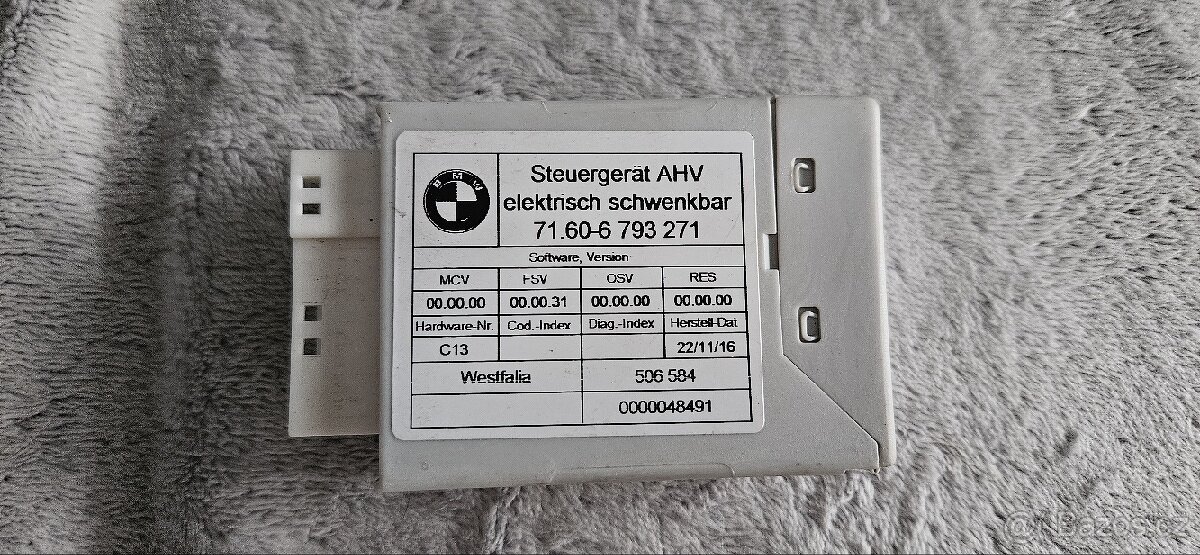 BMW
Steuergerät AHV
elektrisch schwenkbar
71.60-6 793 271
Software, Version
MCV FSV OSV RES
00.00.00 00.00.31 00.00.00 00.00.00
Hardware-Nr. Cod.-Index Diag.-Index Herstell-Dat
C13 22/11/16
Westfalia 506 584
0000048491
Bazos.cz